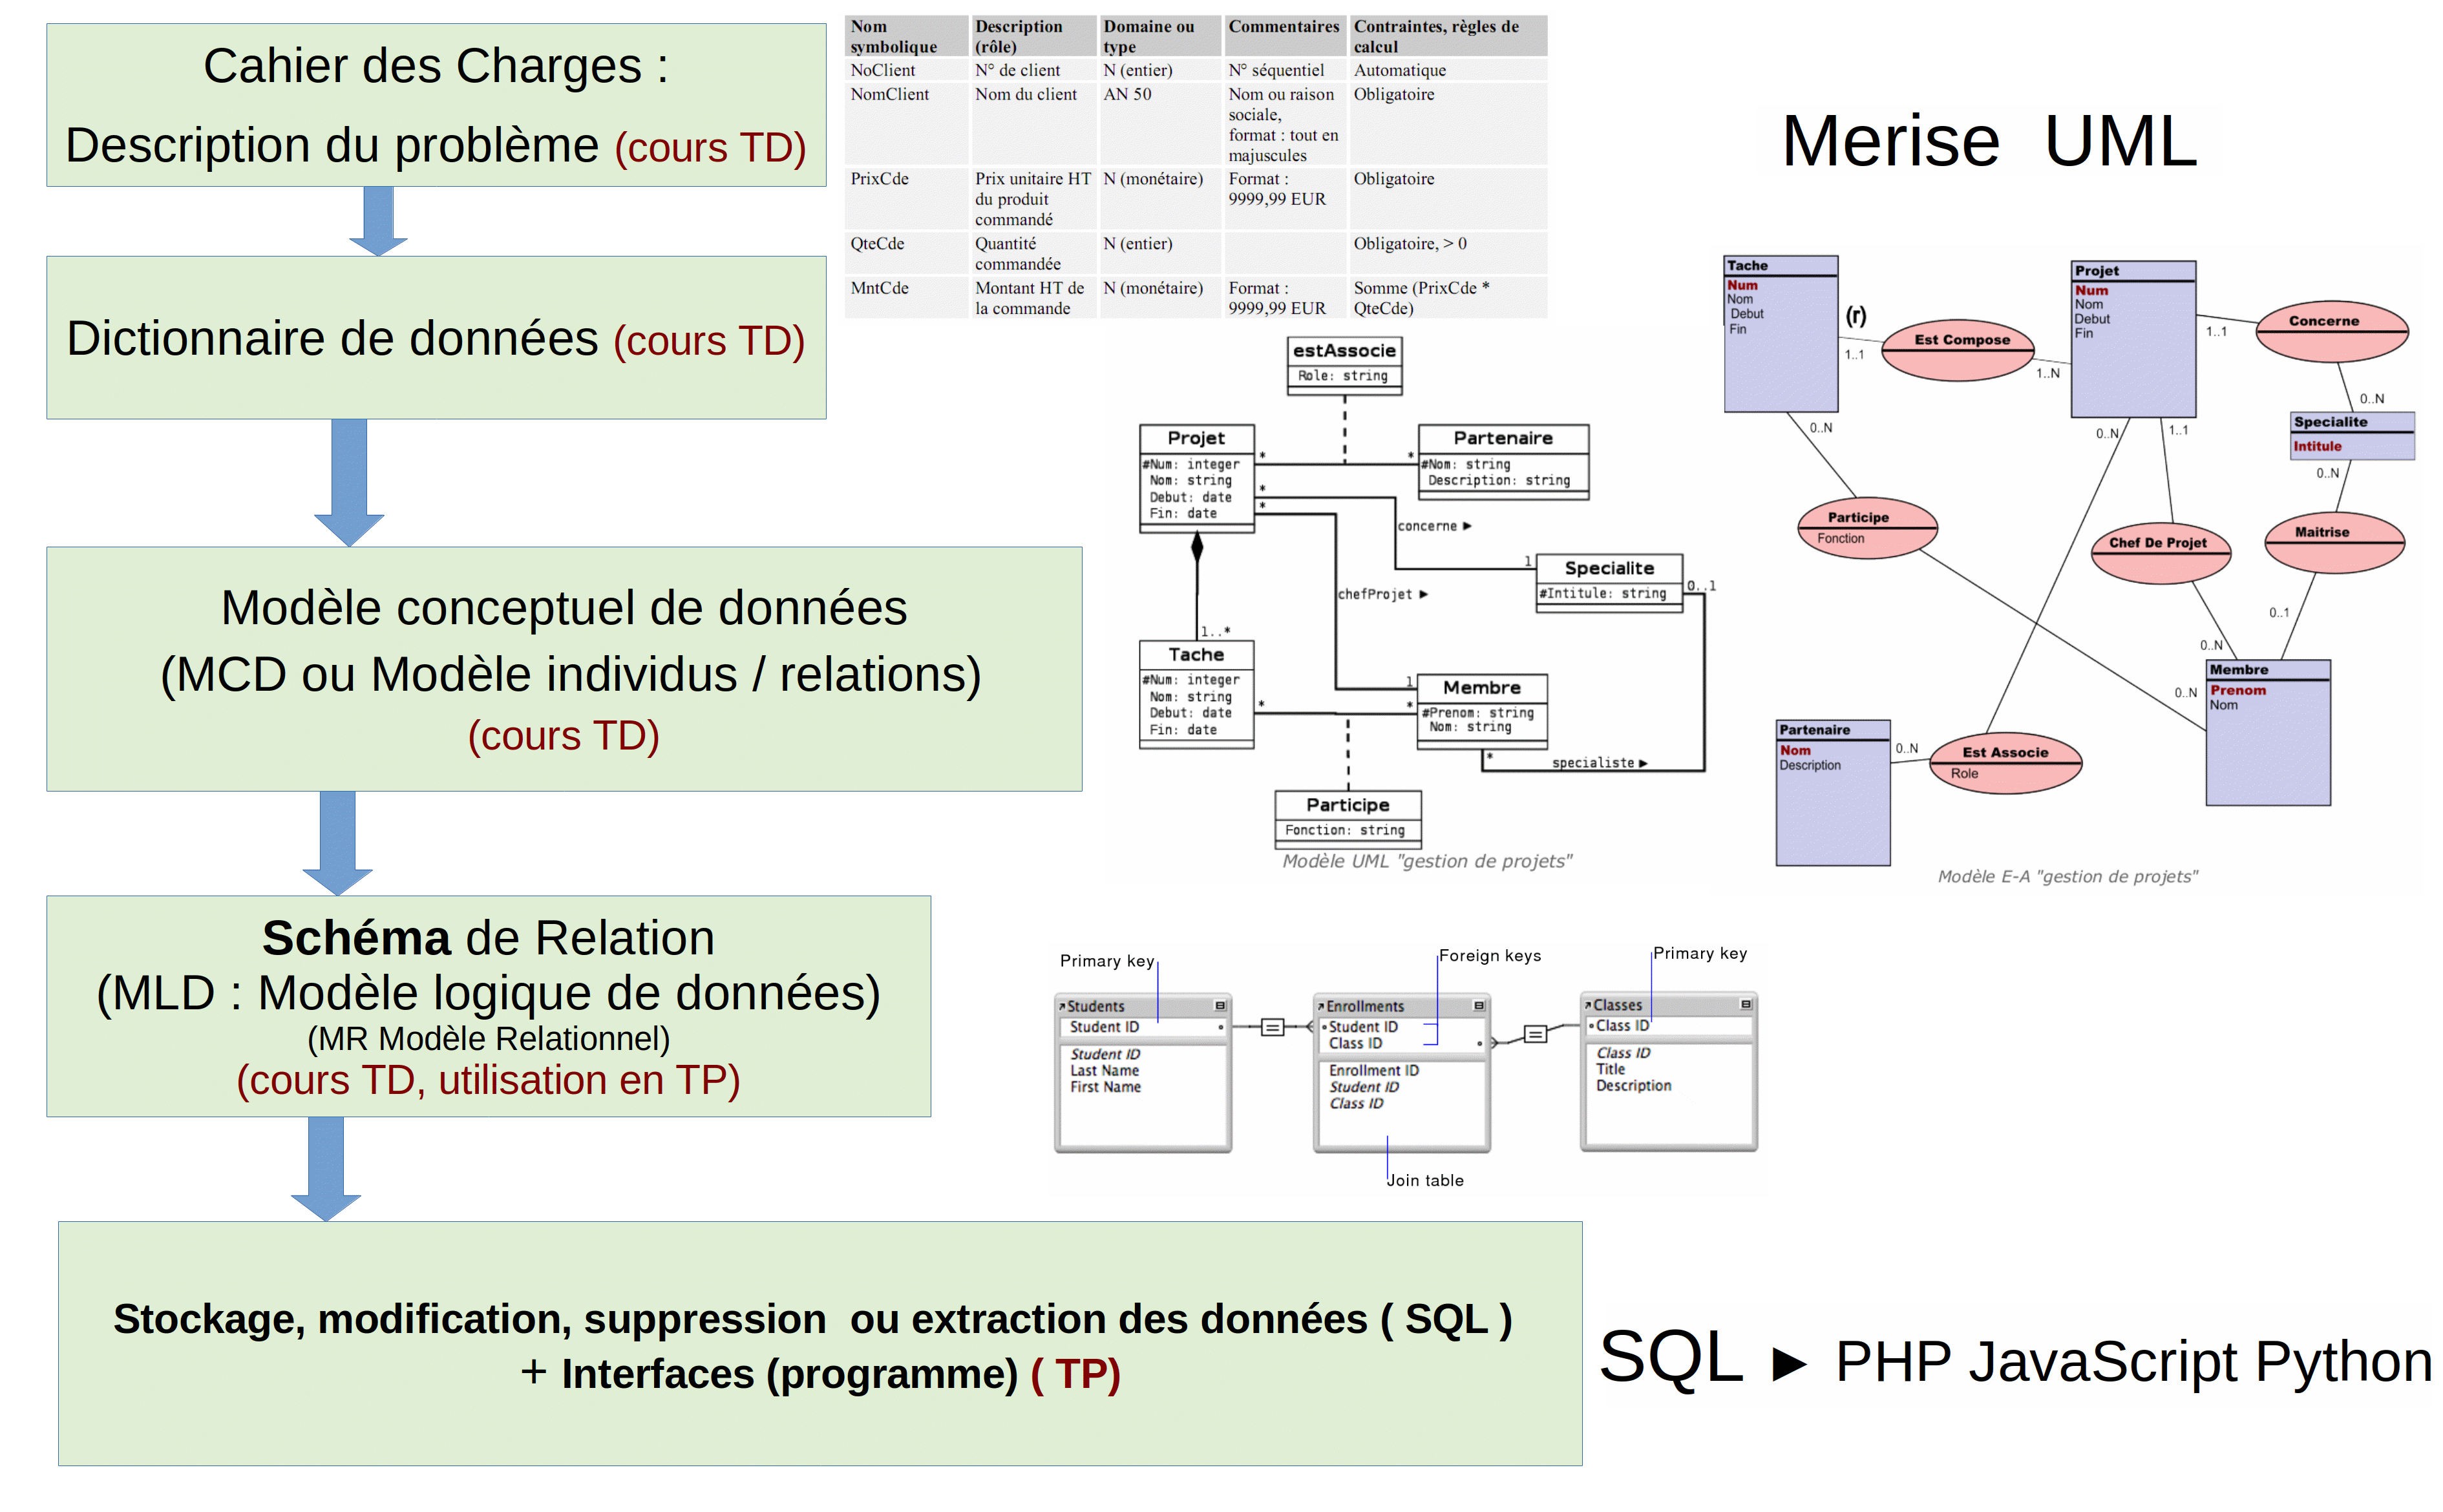 Cahier des Charges :
Description du problème (cours TD)
Dictionnaire de données (cours TD)
Modèle conceptuel de données
(MCD ou Modèle individus / relations)
(cours TD)
Schéma de Relation
(MLD : Modèle logique de données)
(MR Modèle Relationnel)
(cours TD, utilisation en TP)
Stockage, modification, suppression  ou extraction des données ( SQL )
+ Interfaces (programme) ( TP)
Nom symbolique | Description (rôle) | Domaine ou type | Commentaires | Contraintes, règles de calcul
NoClient | N° de client | N (entier) | N° séquentiel | Automatique
NomClient | Nom du client | AN 50 | Nom ou raison sociale, format : tout en majuscules | Obligatoire
PrixCde | Prix unitaire HT du produit commandé | N (monétaire) | Format : 9999,99 EUR | Obligatoire
QteCde | Quantité commandée | N (entier) | | Obligatoire, > 0
MntCde | Montant HT de la commande | N (monétaire) | Format : 9999,99 EUR | Somme (PrixCde * QteCde)
Merise  UML
estAssocie
Role: string
Projet
#Num: integer
Nom: string
Debut: date
Fin: date
*
*
*
*
Partenaire
#Nom: string
Description: string
concerne ►
1
Specialite
#Intitule: string
0..1
chefProjet ►
1..*
Tache
#Num: integer
Nom: string
Debut: date
Fin: date
*
1
*
Membre
#Prenom: string
Nom: string
*
specialiste ►
Participe
Fonction: string
Modèle UML "gestion de projets"
Tache
Num
Nom
Debut
Fin
(r)
1..1
Est Compose
1..N
Projet
Num
Nom
Debut
Fin
1..1
Concerne
0..N
Specialite
Intitule
0..N
0..N
0..N
1..1
Participe
Fonction
Chef De Projet
Maitrise
0..1
0..N
0..N
Membre
Prenom
Nom
Partenaire
Nom
Description
0..N
Est Associe
Role
Modèle E-A "gestion de projets"
Primary key
Foreign keys
Primary key
Students
Student ID
Student ID
Last Name
First Name
Enrollments
Student ID
Class ID
Enrollment ID
Student ID
Class ID
Classes
Class ID
Class ID
Title
Description
Join table
SQL ► PHP JavaScript Python